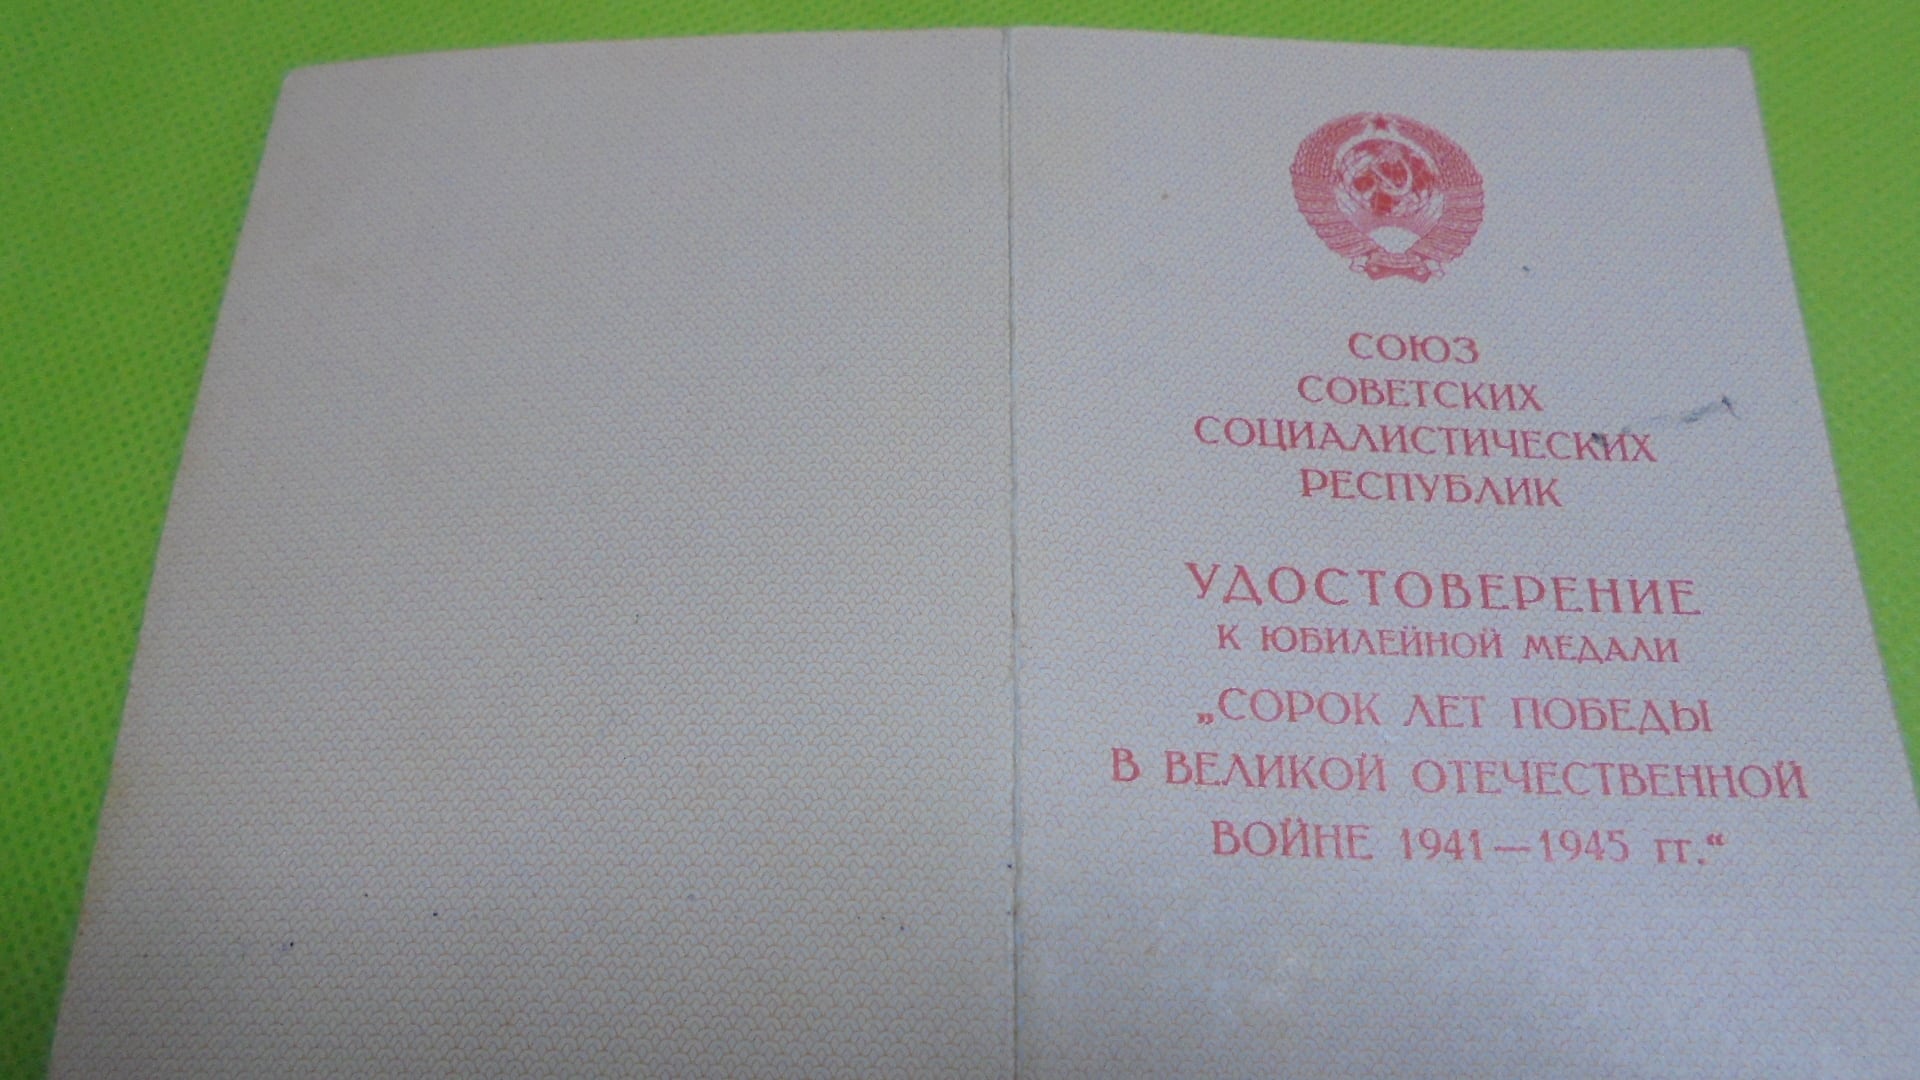 СОЮЗ
СОВЕТСКИХ
СОЦИАЛИСТИЧЕСКИХ
РЕСПУБЛИК
УДОСТОВЕРЕНИЕ
К ЮБИЛЕЙНОЙ МЕДАЛИ
„СОРОК ЛЕТ ПОБЕДЫ
В ВЕЛИКОЙ ОТЕЧЕСТВЕННОЙ
ВОЙНЕ 1941—1945 гг.“